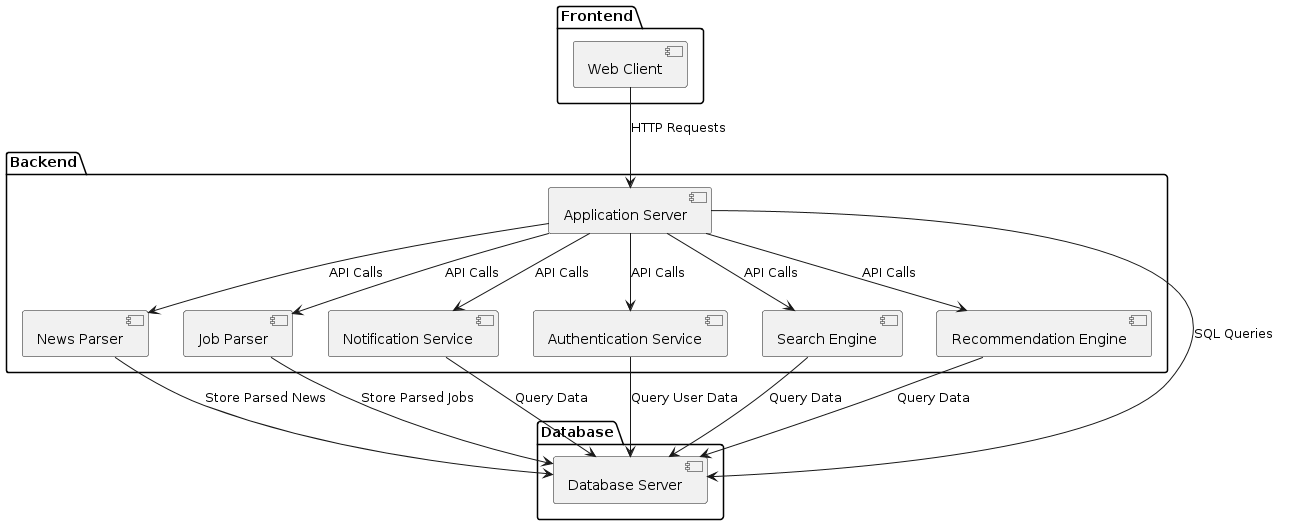 Frontend
Web Client
HTTP Requests
Backend
Application Server
API Calls
API Calls
API Calls
API Calls
API Calls
API Calls
News Parser
Job Parser
Notification Service
Authentication Service
Search Engine
Recommendation Engine
SQL Queries
Store Parsed News
Store Parsed Jobs
Query Data
Query User Data
Query Data
Query Data
Database
Database Server